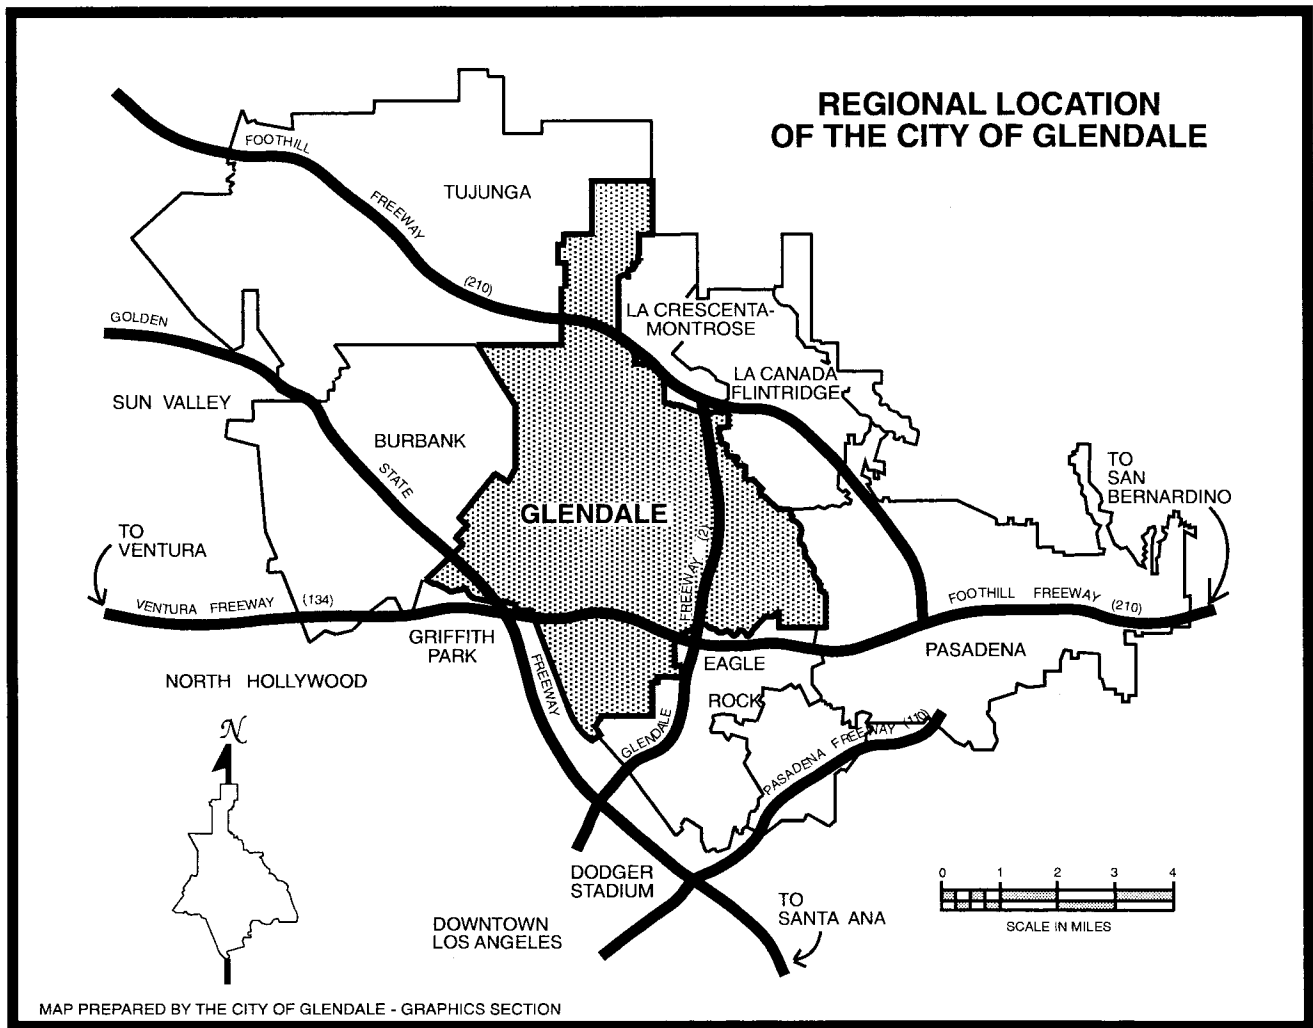 REGIONAL LOCATION
OF THE CITY OF GLENDALE
FOOTHILL
FREEWAY
(210)
TUJUNGA
GOLDEN
LA CRESCENTA-
MONTROSE
LA CANADA
FLINTRIDGE
SUN VALLEY
BURBANK
STATE
GLENDALE
TO
SAN
BERNARDINO
TO
VENTURA
FREEWAY (2)
VENTURA FREEWAY (134)
FOOTHILL FREEWAY (210)
GRIFFITH
PARK
EAGLE
ROCK
PASADENA
NORTH HOLLYWOOD
FREEWAY
GLENDALE
PASADENA FREEWAY (110)
N
DODGER
STADIUM
DOWNTOWN
LOS ANGELES
TO
SANTA ANA
0 1 2 3 4
SCALE IN MILES
MAP PREPARED BY THE CITY OF GLENDALE - GRAPHICS SECTION